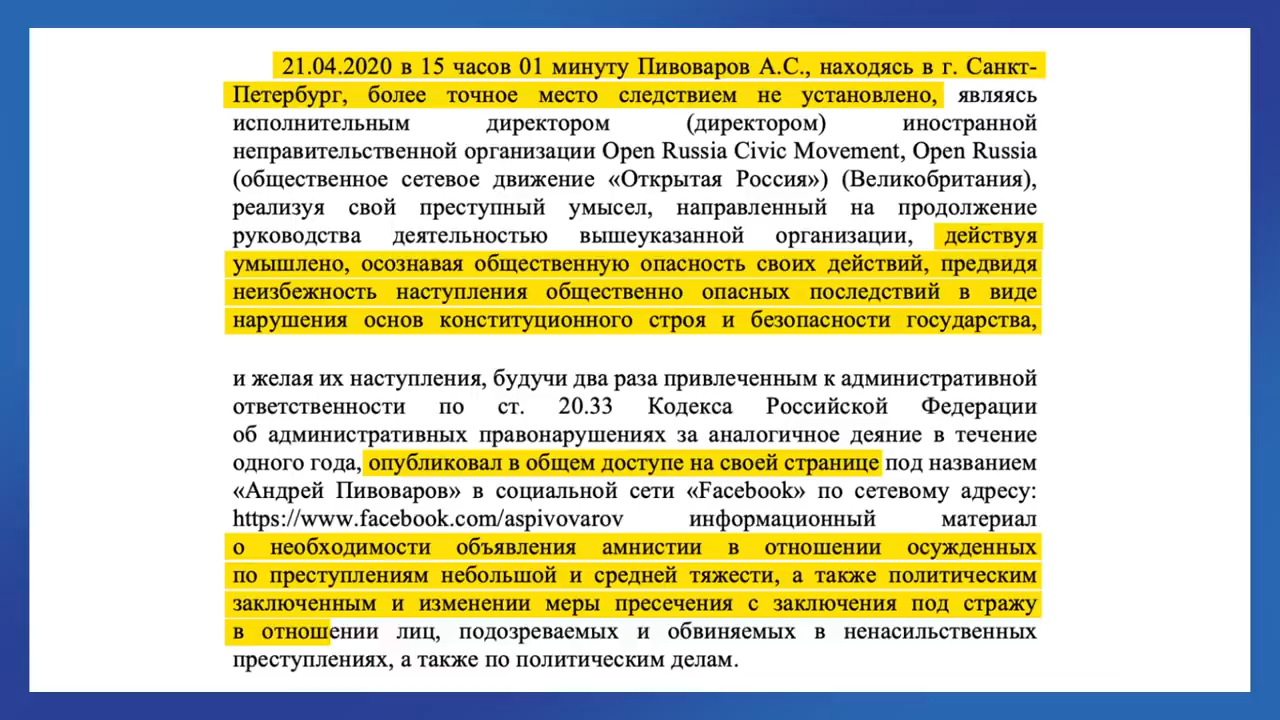 21.04.2020 в 15 часов 01 минуту Пивоваров А.С., находясь в г. Санкт-
Петербург, более точное место следствием не установлено, являясь
исполнительным директором (директором) иностранной
неправительственной организации Open Russia Civic Movement, Open Russia
(общественное сетевое движение «Открытая Россия») (Великобритания),
реализуя свой преступный умысел, направленный на продолжение
руководства деятельностью вышеуказанной организации, действуя
умышлено, осознавая общественную опасность своих действий, предвидя
неизбежность наступления общественно опасных последствий в виде
нарушения основ конституционного строя и безопасности государства,
и желая их наступления, будучи два раза привлеченным к административной
ответственности по ст. 20.33 Кодекса Российской Федерации
об административных правонарушениях за аналогичное деяние в течение
одного года, опубликовал в общем доступе на своей странице под названием
«Андрей Пивоваров» в социальной сети «Facebook» по сетевому адресу:
https://www.facebook.com/aspivovarov информационный материал
о необходимости объявления амнистии в отношении осужденных
по преступлениям небольшой и средней тяжести, а также политическим
заключенным и изменении меры пресечения с заключения под стражу
в отношении лиц, подозреваемых и обвиняемых в ненасильственных
преступлениях, а также по политическим делам.